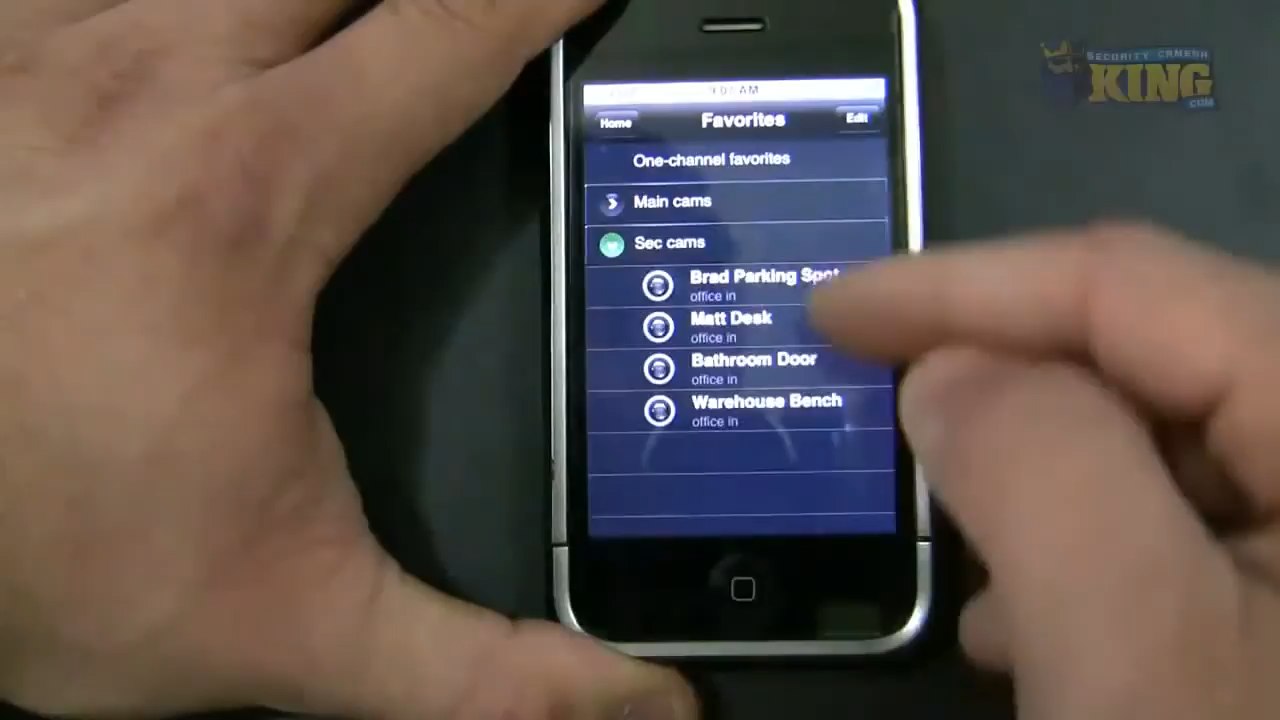 SECURITY CAMERA
KING
.COM
AM
Home
Favorites
Edit
One-channel favorites
Main cams
Sec cams
Brad Parking Spot
office in
Matt Desk
office in
Bathroom Door
office in
Warehouse Bench
office in